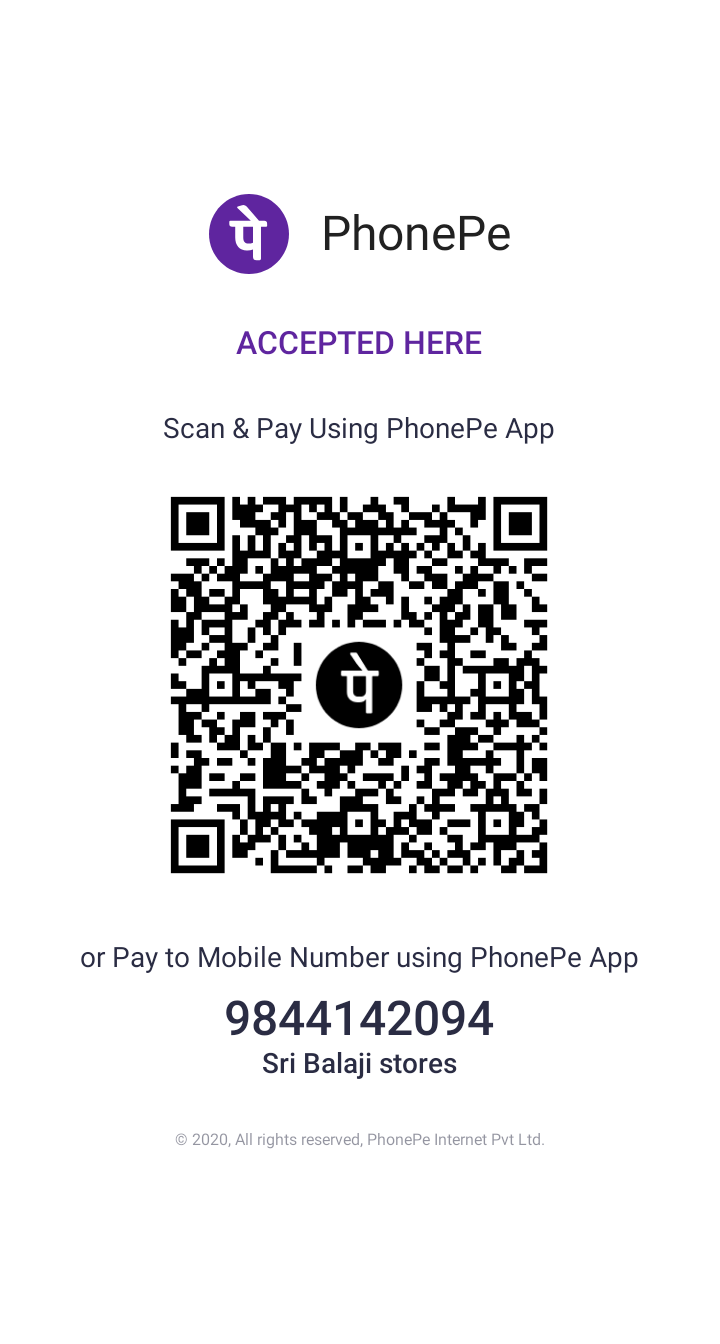 पे PhonePe
ACCEPTED HERE
Scan & Pay Using PhonePe App
पे
or Pay to Mobile Number using PhonePe App
9844142094
Sri Balaji stores
© 2020, All rights reserved, PhonePe Internet Pvt Ltd.